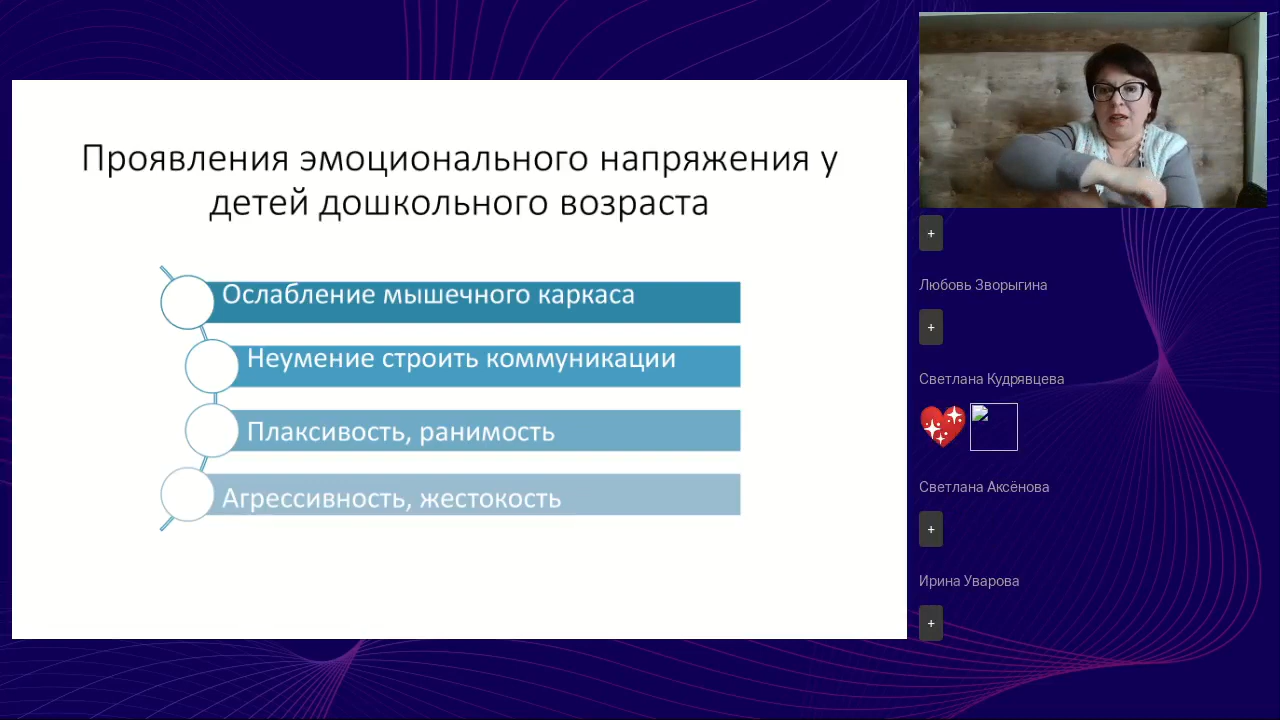 Проявления эмоционального напряжения у
детей дошкольного возраста
Ослабление мышечного каркаса
Неумение строить коммуникации
Плаксивость, ранимость
Агрессивность, жестокость
+
Любовь Зворыгина
+
Светлана Кудрявцева
Светлана Аксёнова
+
Ирина Уварова
+